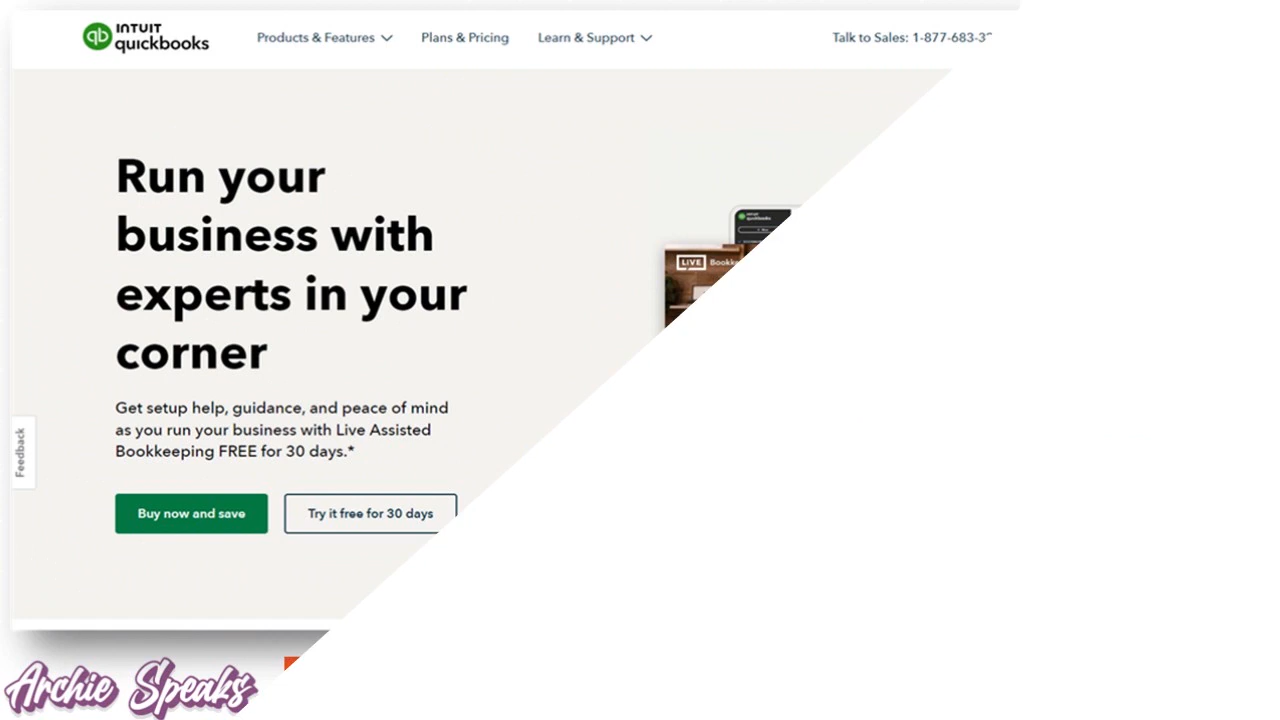 INTUIT
quickbooks
Products & Features
Plans & Pricing
Learn & Support
Talk to Sales: 1-877-683-3
Run your
business with
experts in your
corner
Get setup help, guidance, and peace of mind
as you run your business with Live Assisted
Bookkeeping FREE for 30 days.*
Buy now and save
Try it free for 30 days
Feedback
INTUIT
quickbooks
LIVE Bookke
Archie Speaks